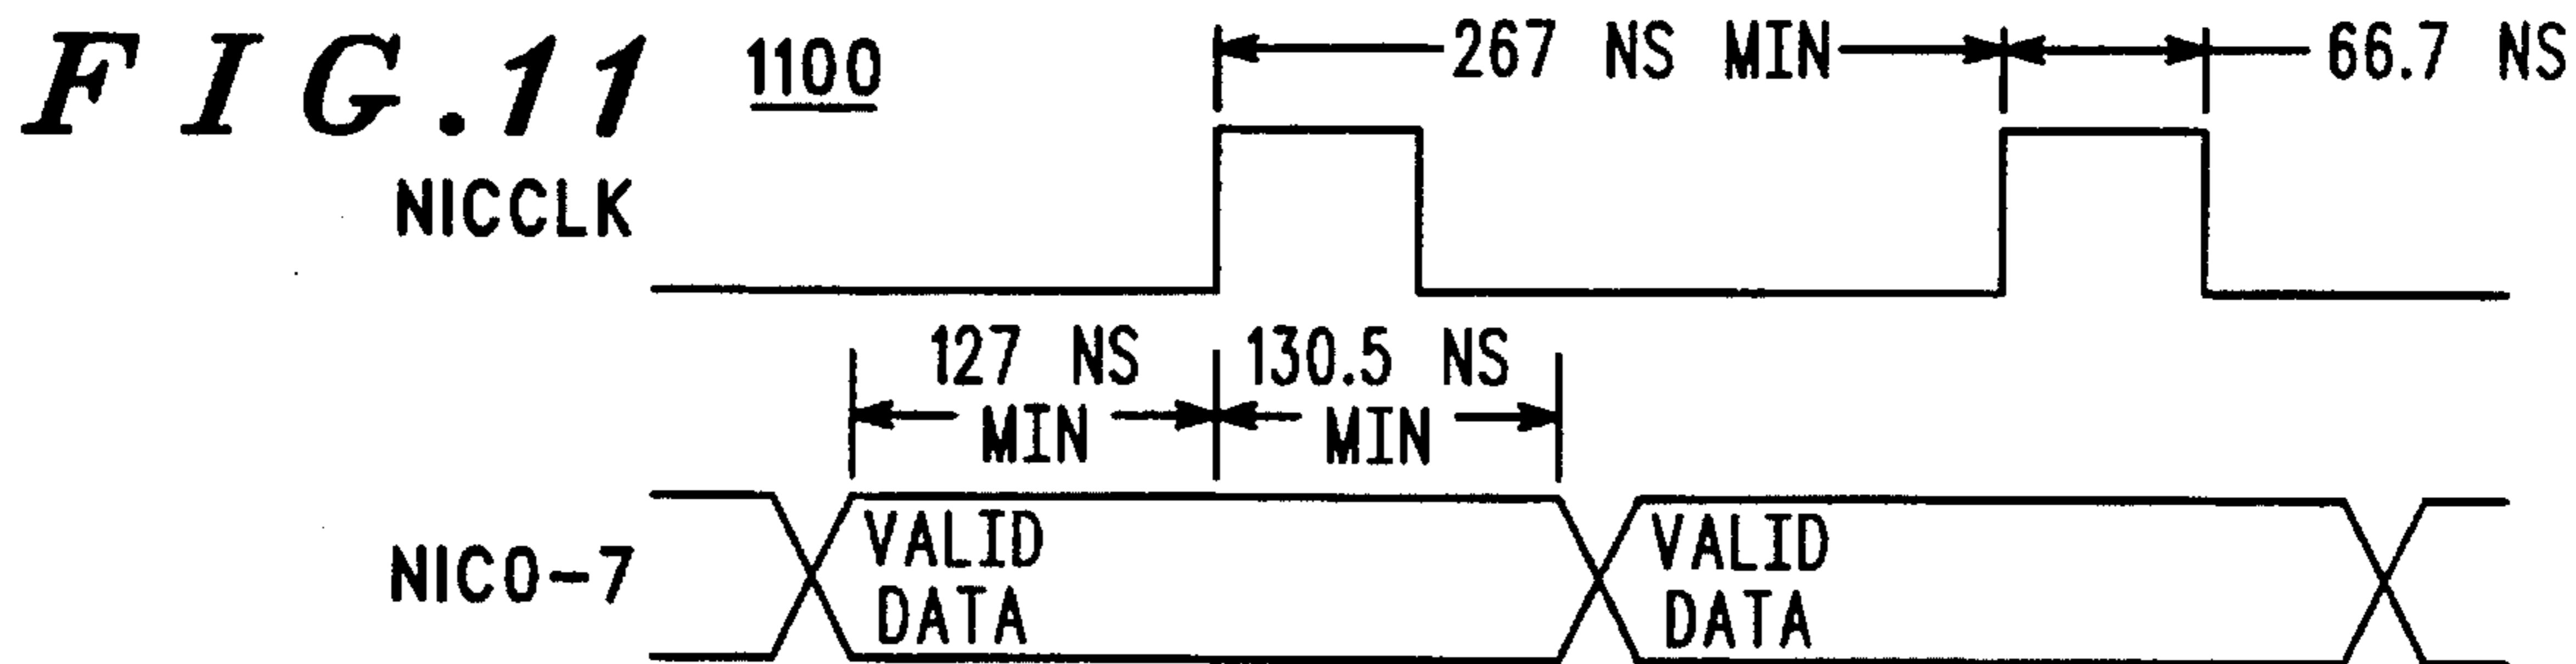 FIG.11 1100
267 NS MIN 66.7 NS
NICCLK
127 NS MIN 130.5 NS MIN
NIC0-7
VALID DATA VALID DATA